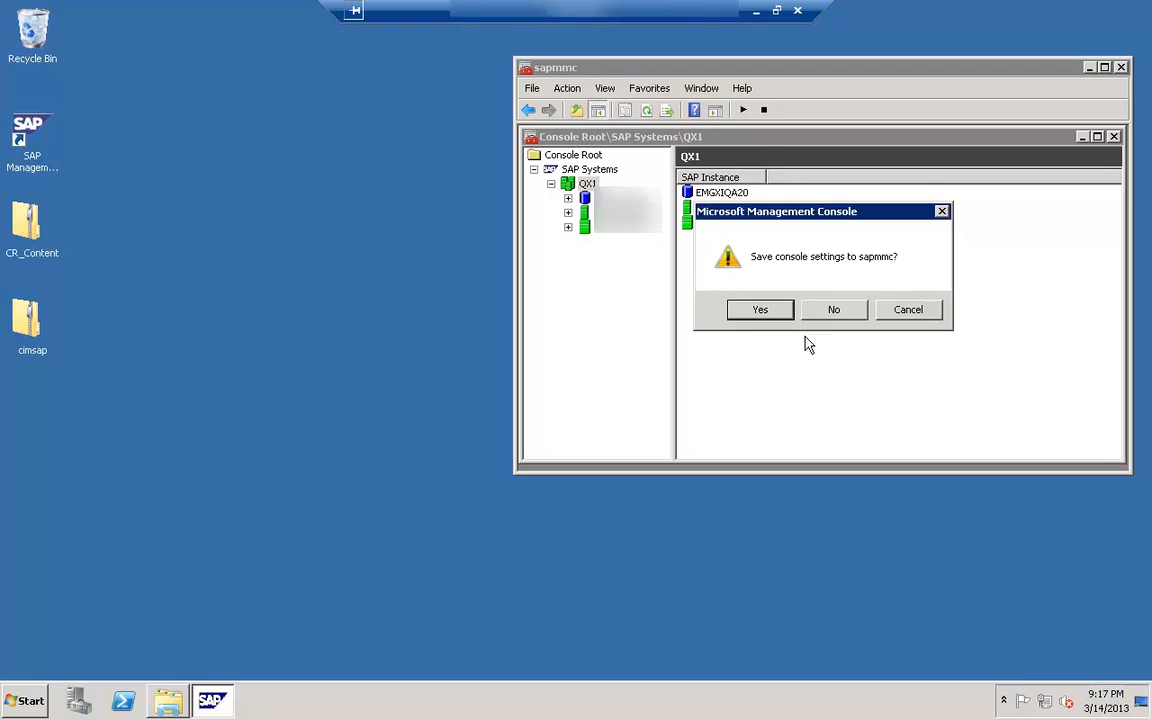 Recycle Bin
SAP
SAP
Managem...
CR_Content
cimsap
sapmmc
File Action View Favorites Window Help
Console Root\SAP Systems\QX1
Console Root
SAP Systems
QX1
QX1
SAP Instance
EMGXIQA20
Microsoft Management Console
Save console settings to sapmmc?
Yes No Cancel
Start
SAP
9:17 PM
3/14/2013